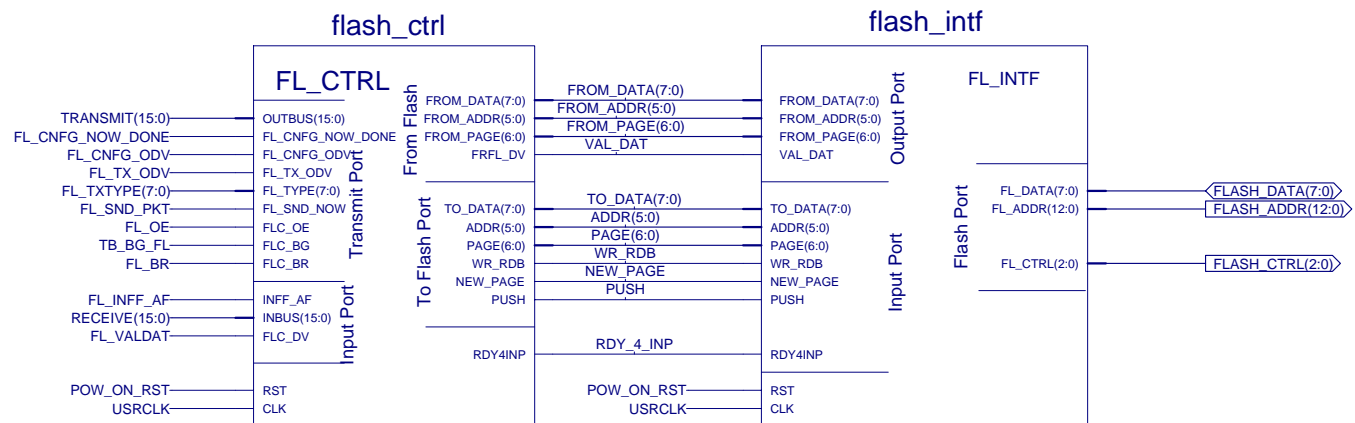 flash_ctrl
flash_intf
FL_CTRL
FL_INTF
TRANSMIT(15:0)
FL_CNFG_NOW_DONE
FL_CNFG_ODV
FL_TX_ODV
FL_TXTYPE(7:0)
FL_SND_PKT
FL_OE
TB_BG_FL
FL_BR
FL_INFF_AF
RECEIVE(15:0)
FL_VALDAT
POW_ON_RST
USRCLK
OUTBUS(15:0)
FL_CNFG_NOW_DONE
FL_CNFG_ODV
FL_TX_ODV
FL_TYPE(7:0)
FL_SND_NOW
FLC_OE
FLC_BG
FLC_BR
Transmit Port
INFF_AF
INBUS(15:0)
FLC_DV
Input Port
RST
CLK
From Flash
FROM_DATA(7:0)
FROM_ADDR(5:0)
FROM_PAGE(6:0)
FRFL_DV
To Flash Port
TO_DATA(7:0)
ADDR(5:0)
PAGE(6:0)
WR_RDB
NEW_PAGE
PUSH
RDY4INP
FROM_DATA(7:0)
FROM_ADDR(5:0)
FROM_PAGE(6:0)
VAL_DAT
TO_DATA(7:0)
ADDR(5:0)
PAGE(6:0)
WR_RDB
NEW_PAGE
PUSH
RDY_4_INP
POW_ON_RST
USRCLK
FROM_DATA(7:0)
FROM_ADDR(5:0)
FROM_PAGE(6:0)
VAL_DAT
Output Port
TO_DATA(7:0)
ADDR(5:0)
PAGE(6:0)
WR_RDB
NEW_PAGE
PUSH
Input Port
RDY4INP
RST
CLK
Flash Port
FL_DATA(7:0)
FL_ADDR(12:0)
FL_CTRL(2:0)
FLASH_DATA(7:0)
FLASH_ADDR(12:0)
FLASH_CTRL(2:0)